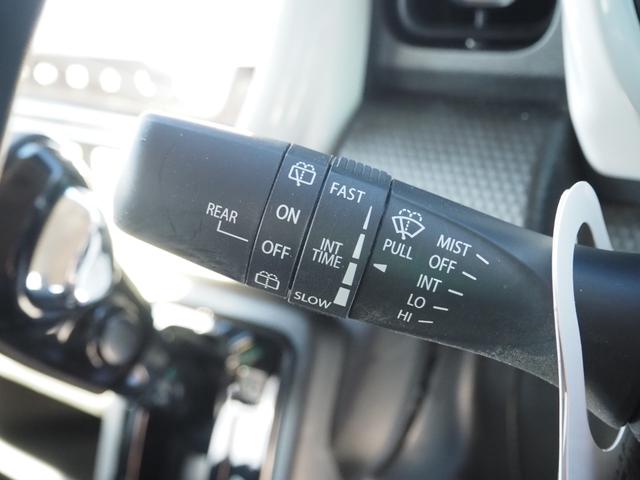 REAR
ON
OFF
FAST
INT
TIME
SLOW
PULL
MIST
OFF
INT
LO
HI